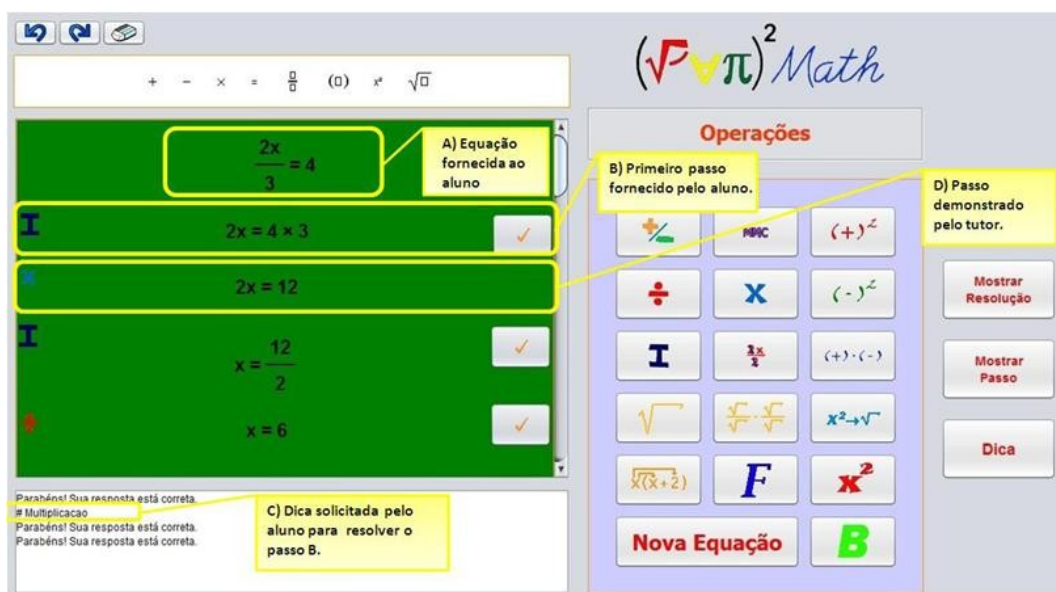 + − × = □/□ (□) x² √□
(√ ∀π)² Math
2x/3 = 4
A) Equação
fornecida ao
aluno
Operações
B) Primeiro passo
fornecido pelo aluno.
D) Passo
demonstrado
pelo tutor.
I 2x = 4 × 3 ✓
x 2x = 12
I x = 12/2 ✓
÷ x = 6 ✓
+/− MMC (+)²
÷ x (-)²
I 2x/2 (+)·(-)
√ √/√ · √/√ x²→√
x(x+2) F x²
Nova Equação B
Mostrar
Resolução
Mostrar
Passo
Dica
Parabéns! Sua resposta está correta.
# Multiplicacao
Parabéns! Sua resposta está correta.
Parabéns! Sua resposta está correta.
C) Dica solicitada pelo
aluno para resolver o
passo B.